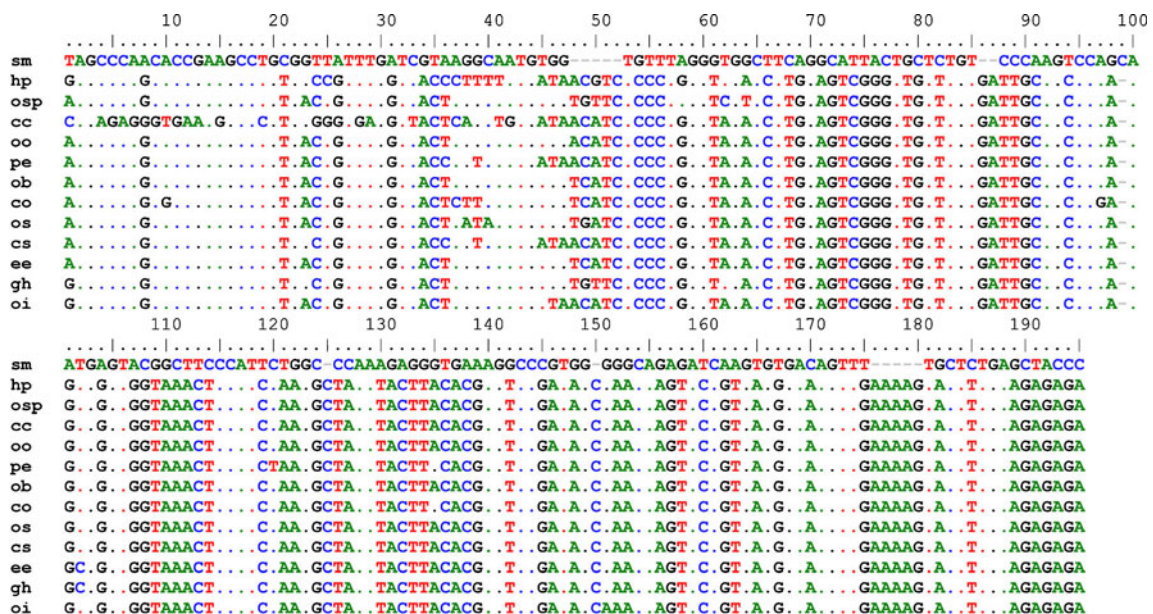 10 20 30 40 50 60 70 80 90 100
sm TAGCCCAACACCGAAGCCTGCGGTTATTTGATCGTAAGGCAATGTGG-----TGTTTAGGGTGGCTTCAGGCATTACTGCTCTGT--CCCAAGTCCAGCA
hp G......G............T..CCG....G..ACCCTTTT...ATAACGTC.CCC.G..T..A.C.TG.AGTCGGG.TG.T...GATTGC..C...A-.
osp A......G............T.AC.G....G..ACT...........TGTTC.CCC....TC.T.C.TG.AGTCGGG.TG.T...GATTGC..C...A-.
cc C..AGAGGGTGAA.G...C.T..GGG.GA.G.TACTCA..TG..ATAACATC.CCC.G..TA.A.C.TG.AGTCGGG.TG.T...GATTGC..C...A-.
oo A......G............T.AC.G....G..ACT...........ACATC.CCC.G..TA.A.C.TG.AGTCGGG.TG.T...GATTGC..C...A-.
pe A......G............T.AC.G....G..ACC..T.....ATAACATC.CCC.G..TA.A.C.TG.AGTCGGG.TG.T...GATTGC..C...A-.
ob A......G............T.AC.G....G..ACT...........TCATC.CCC.G..TA.A.C.TG.AGTCGGG.TG.T...GATTGC..C...A-.
co A......G.G..........T.AC.G....G..ACTCTT........TCATC.CCC.G..TA.A.C.TG.AGTCGGG.TG.T...GATTGC..C..GA-.
os A......G............T.AC.G....G..ACT.ATA.......TGATC.CCC.G..TA.A.C.TG.AGTCGGG.TG.T...GATTGC..C...A-.
cs A......G............T..C.G....G..ACC..T.....ATAACATC.CCC.G..TA.A.C.TG.AGTCGGG.TG.T...GATTGC..C...A-.
ee A......G............T.AC.G....G..ACT...........TCATC.CCC.G..TA.A.C.TG.AGTCGGG.TG.T...GATTGC..C...A-.
gh G......G............T..C.G....G..ACT...........TGTTC.CCC.G..TA.A.C.TG.AGTCGGG.TG.T...GATTGC..C...A-.
oi G......G............T.AC.G....G..ACT.........TAACATC.CCC.G..TA.A.C.TG.AGTCGGG.TG.T...GATTGC..C...A-.
110 120 130 140 150 160 170 180 190
sm ATGAGTACGGCTTCCCATTCTGGC-CCAAAGAGGGTGAAAGGCCCGTGG-GGGCAGAGATCAAGTGTGACAGTTT-----TGCTCTGAGCTACCC
hp G..G..GGTAAACT....C.AA.GCTA..TACTTACACG..T..GA.A.C.AA..AGT.C.GT.A.G..A....GAAAAG.A..T...AGAGAGA
osp G..G..GGTAAACT....C.AA.GCTA..TACTTACACG..T..GA.A.C.AA..AGT.C.GT.A.G..A....GAAAAG.A..T...AGAGAGA
cc G..G..GGTAAACT....C.AA.GCTA..TACTTACACG..T..GA.A.C.AA..AGT.C.GT.A.G..A....GAAAAG.A..T...AGAGAGA
oo G..G..GGTAAACT....C.AA.GCTA..TACTTACACG..T..GA.A.C.AA..AGT.C.GT.A.G..A....GAAAAG.A..T...AGAGAGA
pe G..G..GGTAAACT....CTAA.GCTA..TACTT.CACG..T..GA.A.C.AA..AGT.C.GT.A.G..A....GAAAAG.A..T...AGAGAGA
ob G..G..GGTAAACT....C.AA.GCTA..TACTTACACG..T..GA.A.C.AA..AGT.C.GT.A.G..A....GAAAAG.A..T...AGAGAGA
co G..G..GGTAAACT....C.AA.GCTA..TACTT.CACG..T..GA.A.C.AA..AGT.C.GT.A.G..A....GAAAAG.A..T...AGAGAGA
os G..G..GGTAAACT....C.AA.GCTA..TACTTACACG..T..GA.A.C.AA..AGT.C.GT.A.G..A....GAAAAG.A..T...AGAGAGA
cs G..G..GGTAAACT....C.AA.GCTA..TACTTACACG..T..GA.A.C.AA..AGT.C.GT.A.G..A....GAAAAG.A..T...AGAGAGA
ee GC.G..GGTAAACT....C.AA.GCTA..TACTTACACG..T..GA.A.C.AA..AGT.C.GT.A.G..A....GAAAAG.A..T...AGAGAGA
gh GC.G..GGTAAACT....C.AA.GCTA..TACTTACACG..T..GA.A.C.AA..AGT.C.GT.A.G..A....GAAAAG.A..T...AGAGAGA
oi G..G..GGTAAACT....C.AA.GCTA..TACTTACACG..T..GA.A.CAAA..AGT.C.GT.A.G..A....GAAAAG.A..T...AGAGAGA